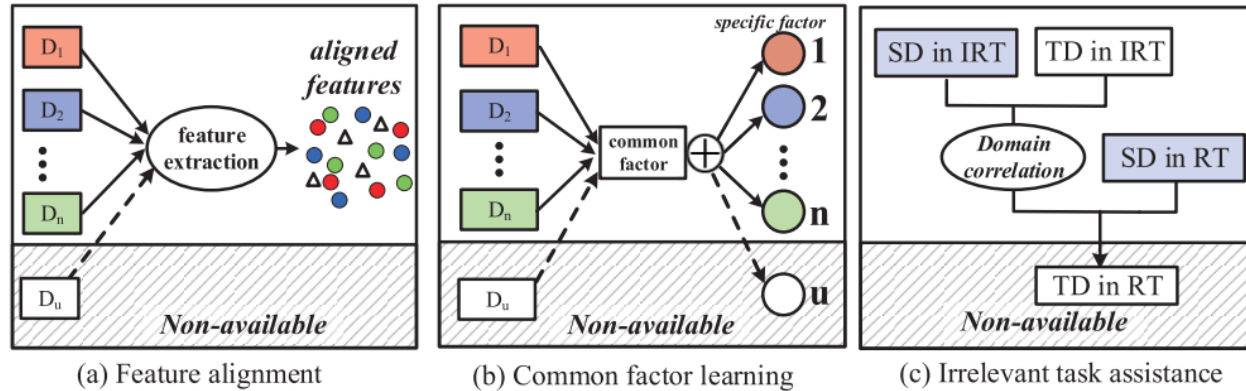 D1
D2
Dn
Du
feature
extraction
aligned
features
Non-available
(a) Feature alignment
D1
D2
Dn
Du
common
factor
specific factor
1
2
n
u
Non-available
(b) Common factor learning
SD in IRT
TD in IRT
Domain
correlation
SD in RT
TD in RT
Non-available
(c) Irrelevant task assistance